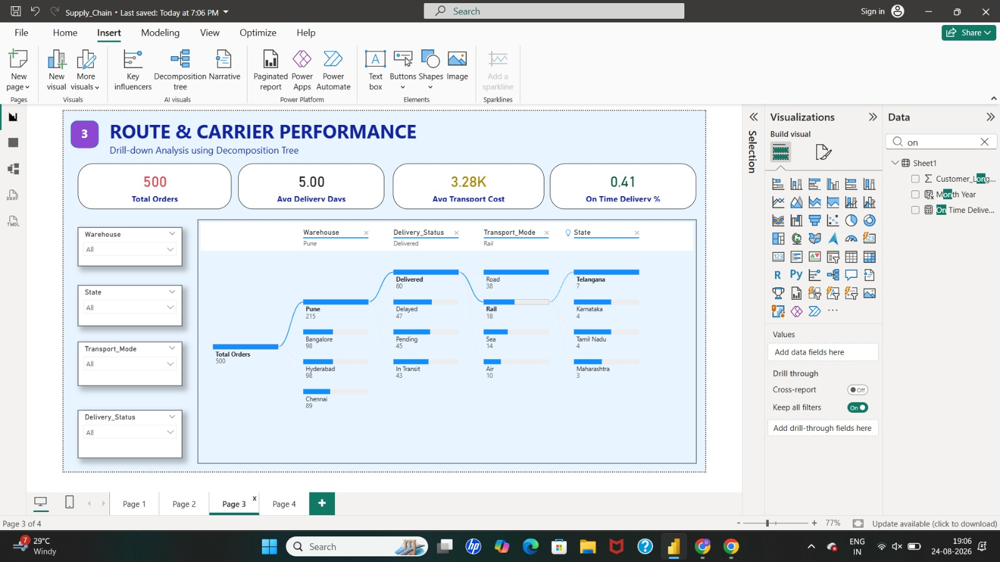 Supply_Chain • Last saved: Today at 7:06 PM
Search
Sign in
File
Home
Insert
Modeling
View
Optimize
Help
Share
New page
New visual
More visuals
Key influencers
Decomposition tree
Narrative
Paginated report
Power Apps
Power Automate
Text box
Buttons
Shapes
Image
Add a sparkline
Pages
Visuals
AI visuals
Power Platform
Elements
Sparklines
3
ROUTE & CARRIER PERFORMANCE
Drill-down Analysis using Decomposition Tree
500
Total Orders
5.00
Avg Delivery Days
3.28K
Avg Transport Cost
0.41
On Time Delivery %
Warehouse
All
State
All
Transport_Mode
All
Delivery_Status
All
Warehouse
Pune
Delivery_Status
Delivered
Transport_Mode
Rail
State
Total Orders
500
Pune
215
Bangalore
98
Hyderabad
98
Chennai
89
Delivered
80
Delayed
47
Pending
45
In Transit
43
Road
38
Rail
18
Sea
14
Air
10
Telangana
7
Karnataka
4
Tamil Nadu
4
Maharashtra
3
DAX
TMDL
Selection
Visualizations
Build visual
123
123
R
Py
Values
Add data fields here
Drill through
Cross-report
Off
Keep all filters
On
Add drill-through fields here
Data
on
Sheet1
Customer_Long...
Month Year
On Time Delive...
Page 1
Page 2
Page 3
x
Page 4
+
Page 3 of 4
- + 77%
Update available (click to download)
7
29°C
Windy
Search
hp
ENG
IN
19:06
24-08-2026